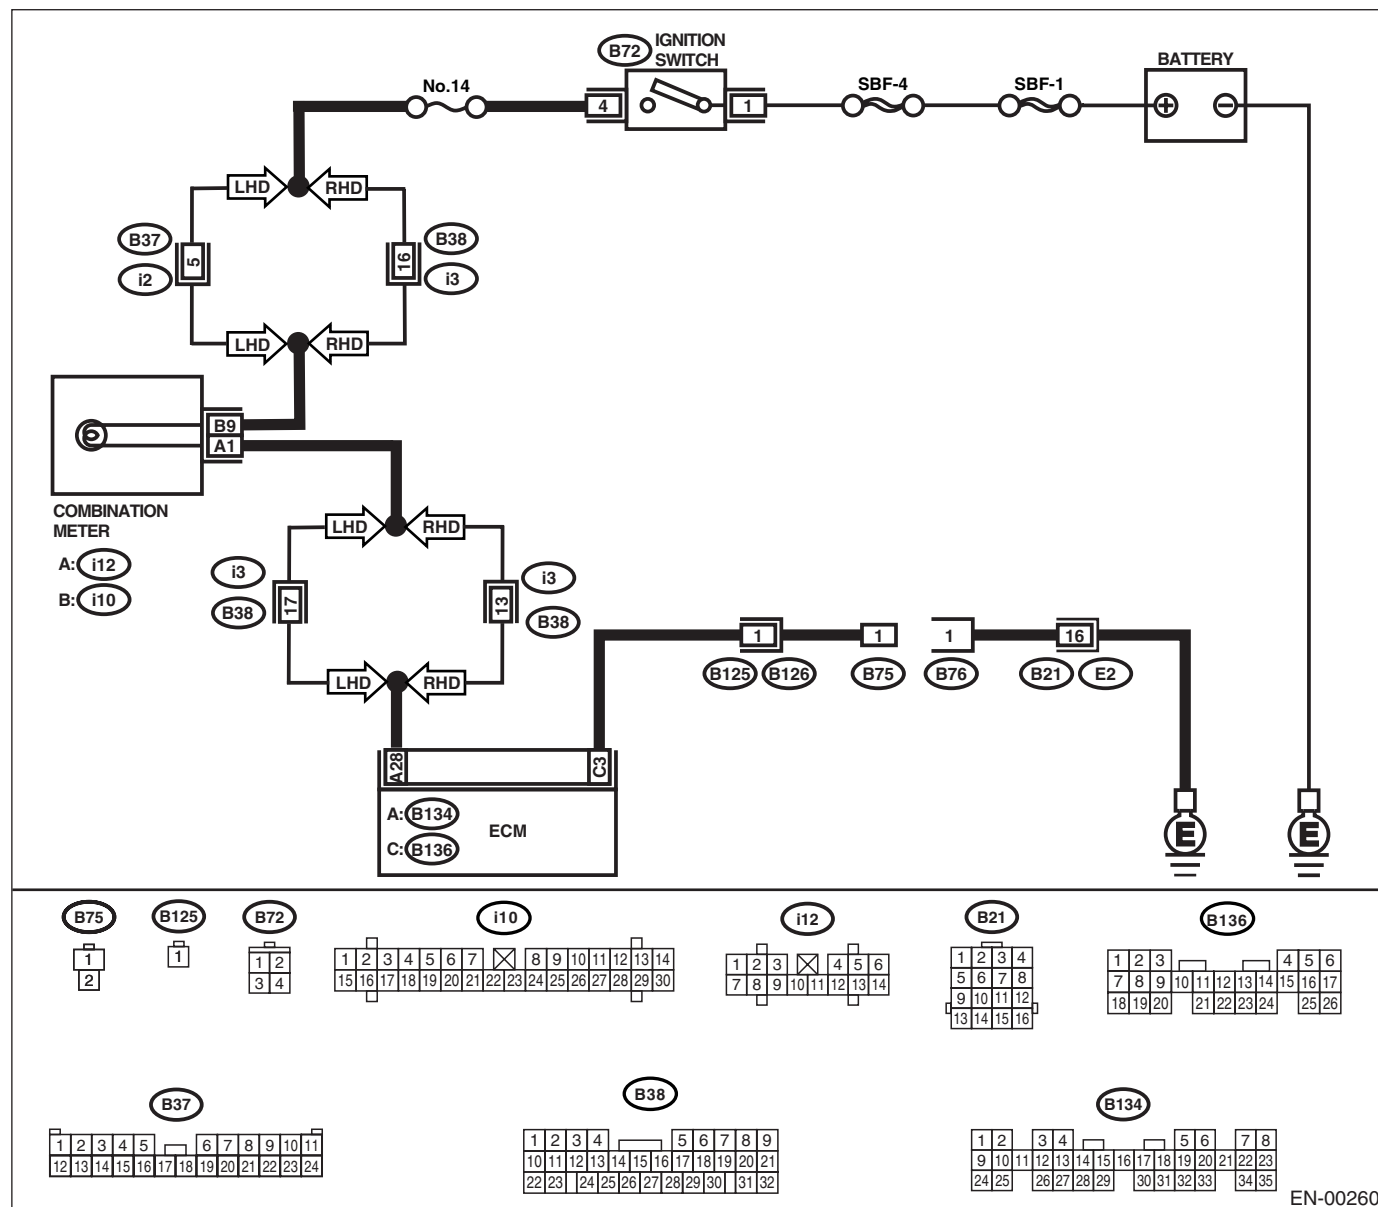 B72 IGNITION
SWITCH
BATTERY
No.14
SBF-4
SBF-1
4
1
LHD
RHD
B37
5
i2
B38
16
i3
LHD
RHD
B9
A1
COMBINATION
METER
A: i12
B: i10
LHD
RHD
i3
17
B38
i3
13
B38
LHD
RHD
1
1
1
16
B125 B126 B75 B76 B21 E2
A28
C3
A: B134
ECM
C: B136
E
E
B75
1
2
B125
1
B72
1 2
3 4
i10
1 2 3 4 5 6 7 8 9 10 11 12 13 14
15 16 17 18 19 20 21 22 23 24 25 26 27 28 29 30
i12
1 2 3 4 5 6
7 8 9 10 11 12 13 14
B21
1 2 3 4
5 6 7 8
9 10 11 12
13 14 15 16
B136
1 2 3 4 5 6
7 8 9 10 11 12 13 14 15 16 17
18 19 20 21 22 23 24 25 26
B37
1 2 3 4 5 6 7 8 9 10 11
12 13 14 15 16 17 18 19 20 21 22 23 24
B38
1 2 3 4 5 6 7 8 9
10 11 12 13 14 15 16 17 18 19 20 21
22 23 24 25 26 27 28 29 30 31 32
B134
1 2 3 4 5 6 7 8
9 10 11 12 13 14 15 16 17 18 19 20 21 22 23
24 25 26 27 28 29 30 31 32 33 34 35
EN-00260